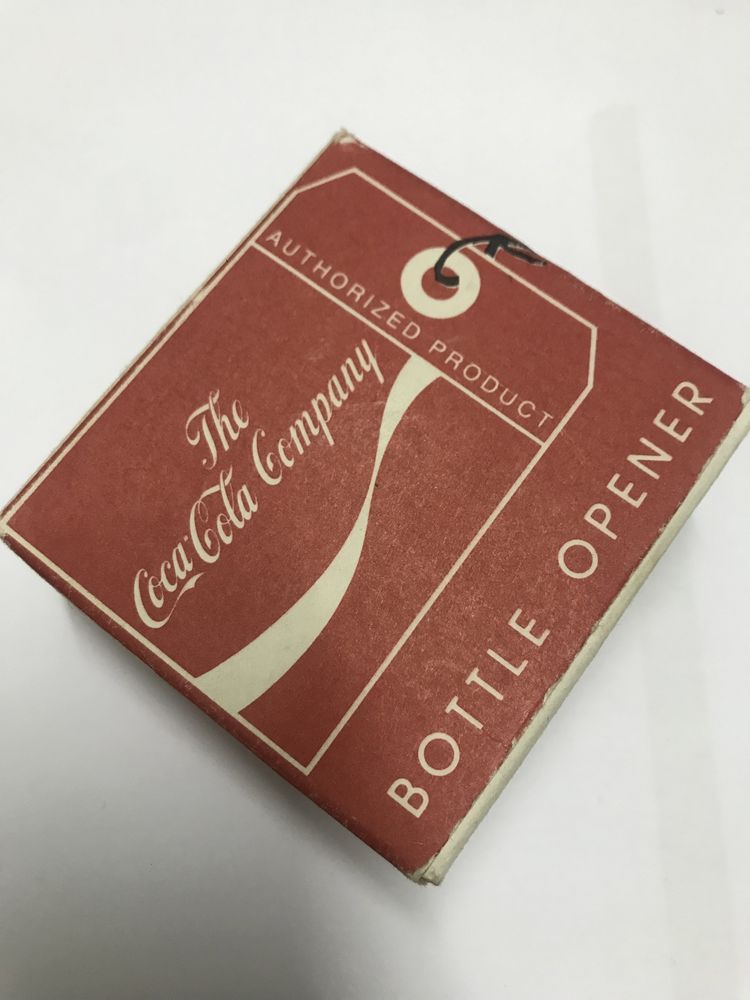 AUTHORIZED PRODUCT
The
Coca-Cola Company
BOTTLE OPENER